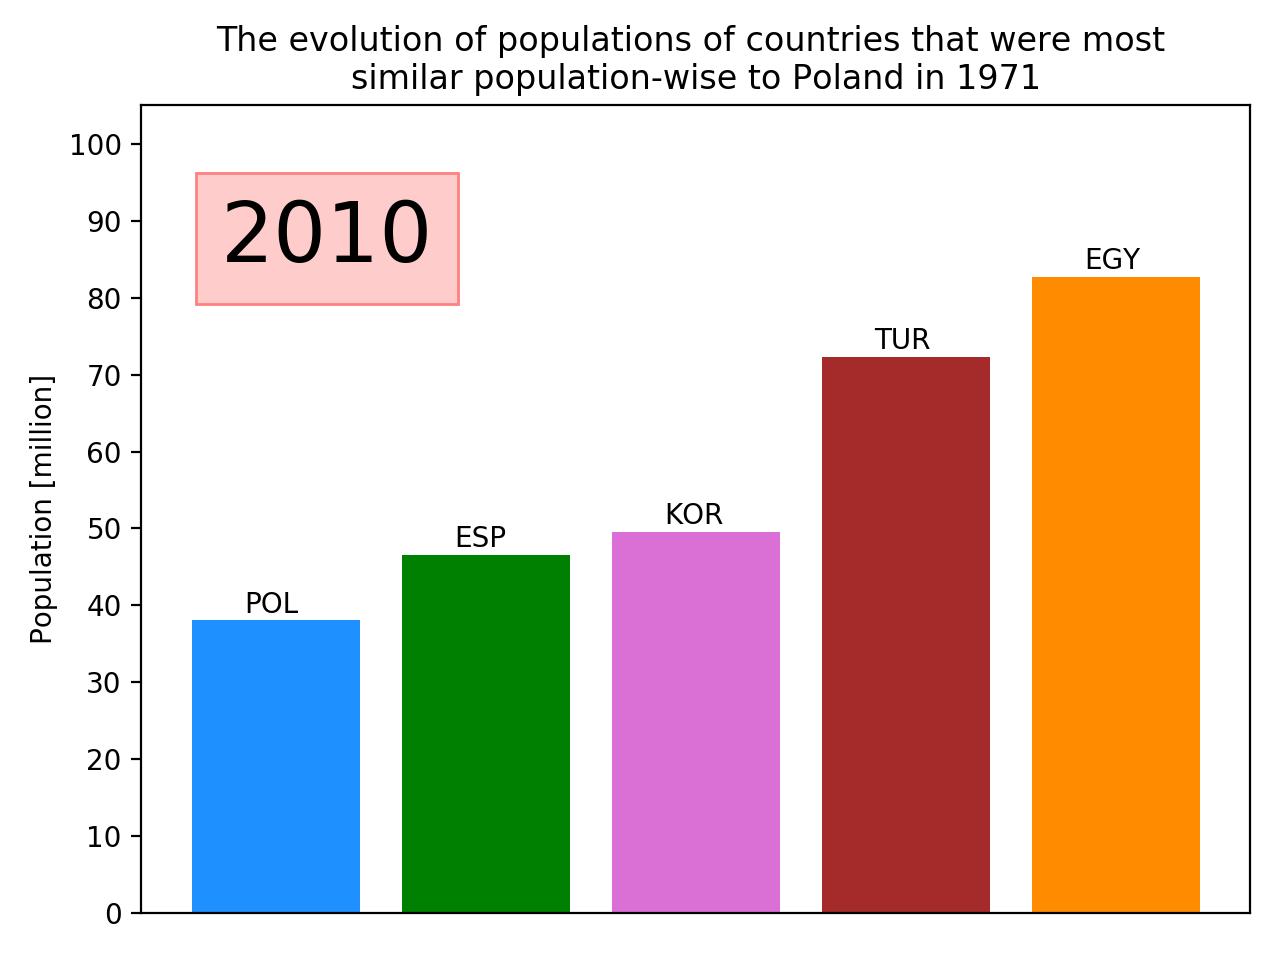 The evolution of populations of countries that were most
similar population-wise to Poland in 1971
Population [million]
100
90
80
70
60
50
40
30
20
10
0
2010
POL
ESP
KOR
TUR
EGY